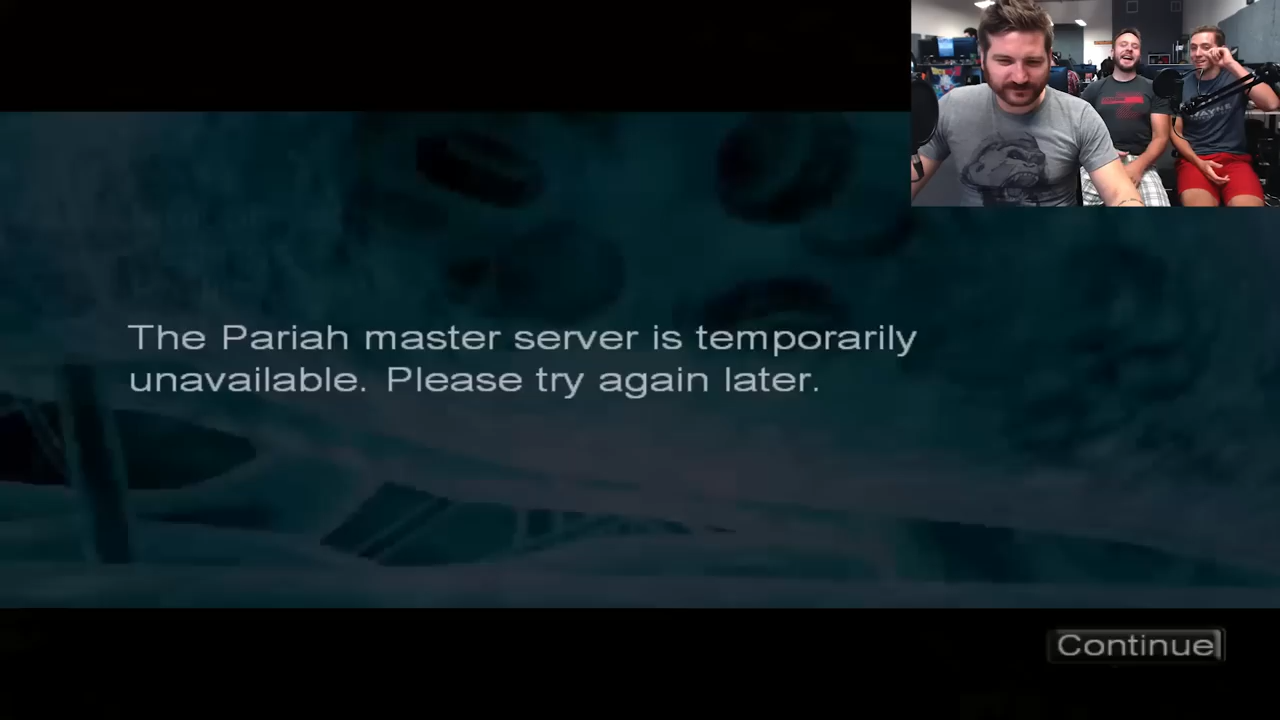 The Pariah master server is temporarily
unavailable. Please try again later.
Continue